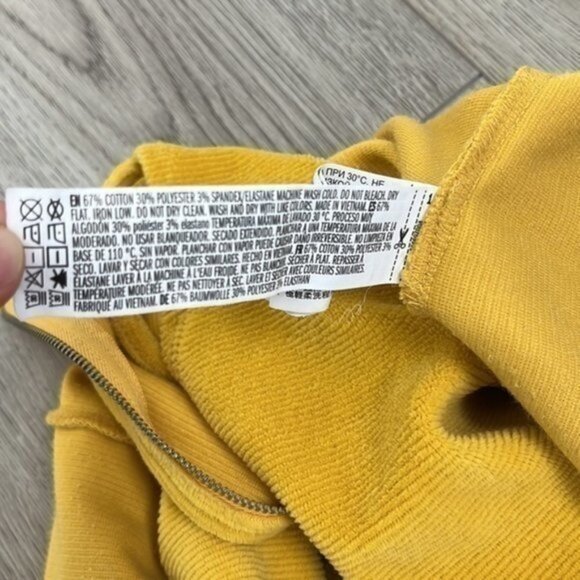 EN 67% COTTON 30% POLYESTER 3% SPANDEX/ELASTANE MACHINE WASH COLD. DO NOT BLEACH. DRY
FLAT. IRON LOW. DO NOT DRY CLEAN. WASH AND DRY WITH LIKE COLORS. MADE IN VIETNAM. ES 67%
ALGODÓN 30% poliéster 3% elastano TEMPERATURA MAXIMA DE LAVADO 30 °C. PROCESO MUY
MODERADO. NO USAR BLANQUEADOR. SECADO EXTENDIDO. PLANCHAR A UNA TEMPERATURA MAXIMA DE LA
BASE DE 110 °C, SIN VAPOR. PLANCHAR CON VAPOR PUEDE CAUSAR DAÑO IRREVERSIBLE. NO LIMPIAR EN
SECO. LAVAR Y SECAR CON COLORES SIMILARES. HECHO EN VIETNAM. FR 67% COTON 30% POLYESTER 3%
ÉLASTANE LAVER À LA MACHINE À L'EAU FROIDE. NE PAS BLANCHIR. SÉCHER À PLAT. REPASSER À
TEMPÉRATURE MODÉRÉE. NE PAS NETTOYER À SEC. LAVER ET SÉCHER AVEC COULEURS SIMILAIRES.
FABRIQUÉ AU VIETNAM. DE 67% BAUMWOLLE 30% POLYESTER 3% ELASTHAN
ПРИ 30°C. НЕ